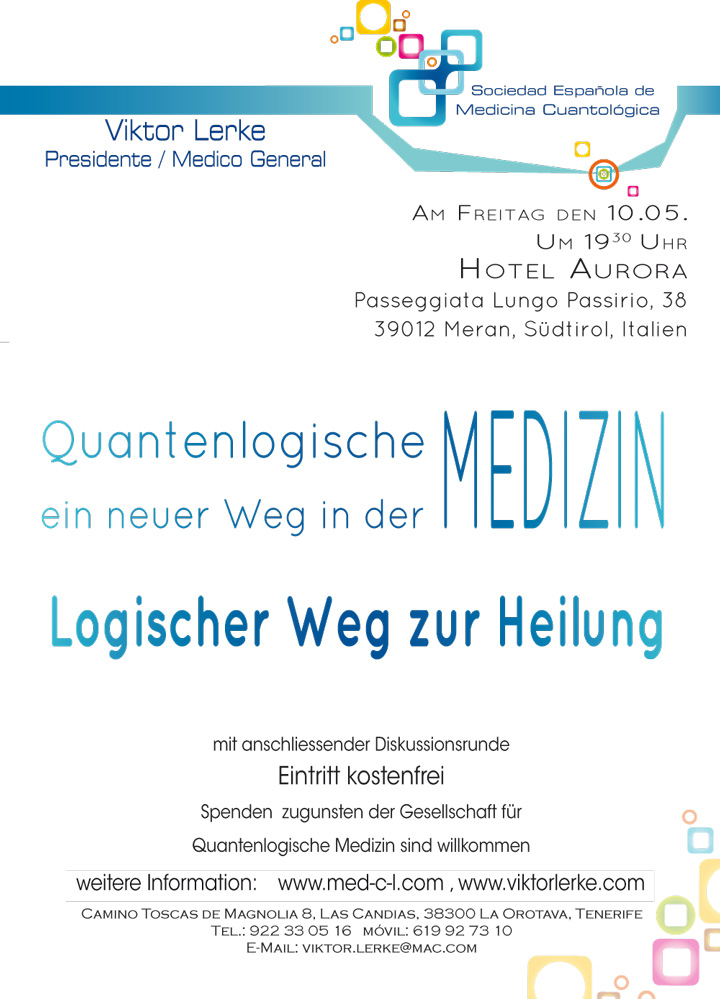 Sociedad Española de
Medicina Cuantológica
Viktor Lerke
Presidente / Medico General
Am Freitag den 10.05.
Um 19³⁰ Uhr
Hotel Aurora
Passeggiata Lungo Passirio, 38
39012 Meran, Südtirol, Italien
Quantenlogische MEDIZIN
ein neuer Weg in der
Logischer Weg zur Heilung
mit anschliessender Diskussionsrunde
Eintritt kostenfrei
Spenden zugunsten der Gesellschaft für
Quantenlogische Medizin sind willkommen
weitere Information: www.med-c-l.com , www.viktorlerke.com
Camino Toscas de Magnolia 8, Las Candias, 38300 La Orotava, Tenerife
Tel.: 922 33 05 16 móvil: 619 92 73 10
E-Mail: viktor.lerke@mac.com